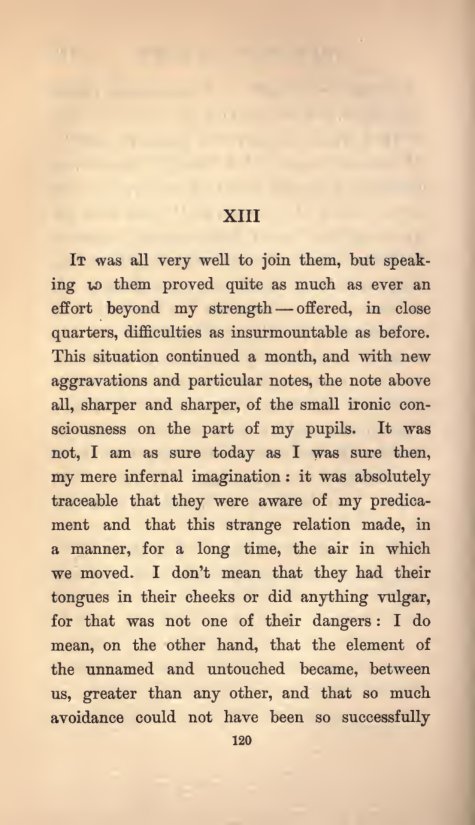 XIII
It was all very well to join them, but speak-
ing to them proved quite as much as ever an
effort beyond my strength — offered, in close
quarters, difficulties as insurmountable as before.
This situation continued a month, and with new
aggravations and particular notes, the note above
all, sharper and sharper, of the small ironic con-
sciousness on the part of my pupils. It was
not, I am as sure today as I was sure then,
my mere infernal imagination : it was absolutely
traceable that they were aware of my predica-
ment and that this strange relation made, in
a manner, for a long time, the air in which
we moved. I don't mean that they had their
tongues in their cheeks or did anything vulgar,
for that was not one of their dangers : I do
mean, on the other hand, that the element of
the unnamed and untouched became, between
us, greater than any other, and that so much
avoidance could not have been so successfully
120